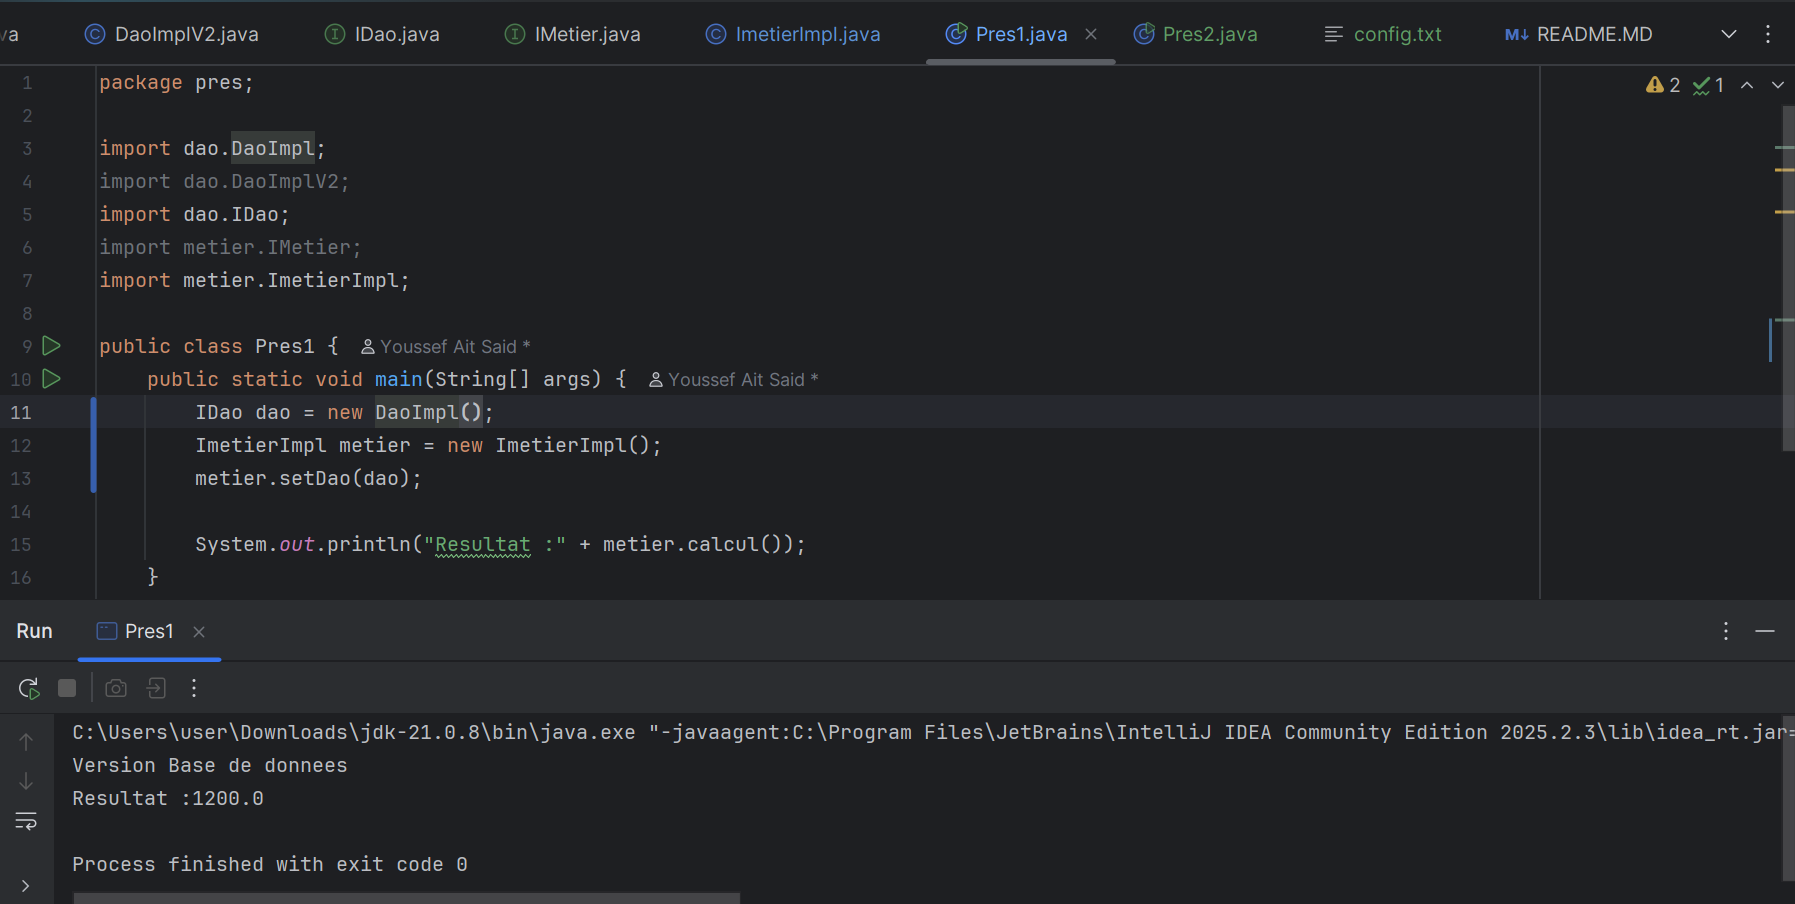 va DaoImplV2.java IDao.java IMetier.java ImetierImpl.java Pres1.java Pres2.java config.txt M↓ README.MD
1 package pres; 2 1
2
3 import dao.DaoImpl;
4 import dao.DaoImplV2;
5 import dao.IDao;
6 import metier.IMetier;
7 import metier.ImetierImpl;
8
9 public class Pres1 { Youssef Ait Said *
10 public static void main(String[] args) { Youssef Ait Said *
11 IDao dao = new DaoImpl();
12 ImetierImpl metier = new ImetierImpl();
13 metier.setDao(dao);
14
15 System.out.println("Resultat :" + metier.calcul());
16 }
Run Pres1
C:\Users\user\Downloads\jdk-21.0.8\bin\java.exe "-javaagent:C:\Program Files\JetBrains\IntelliJ IDEA Community Edition 2025.2.3\lib\idea_rt.jar=
Version Base de donnees
Resultat :1200.0
Process finished with exit code 0